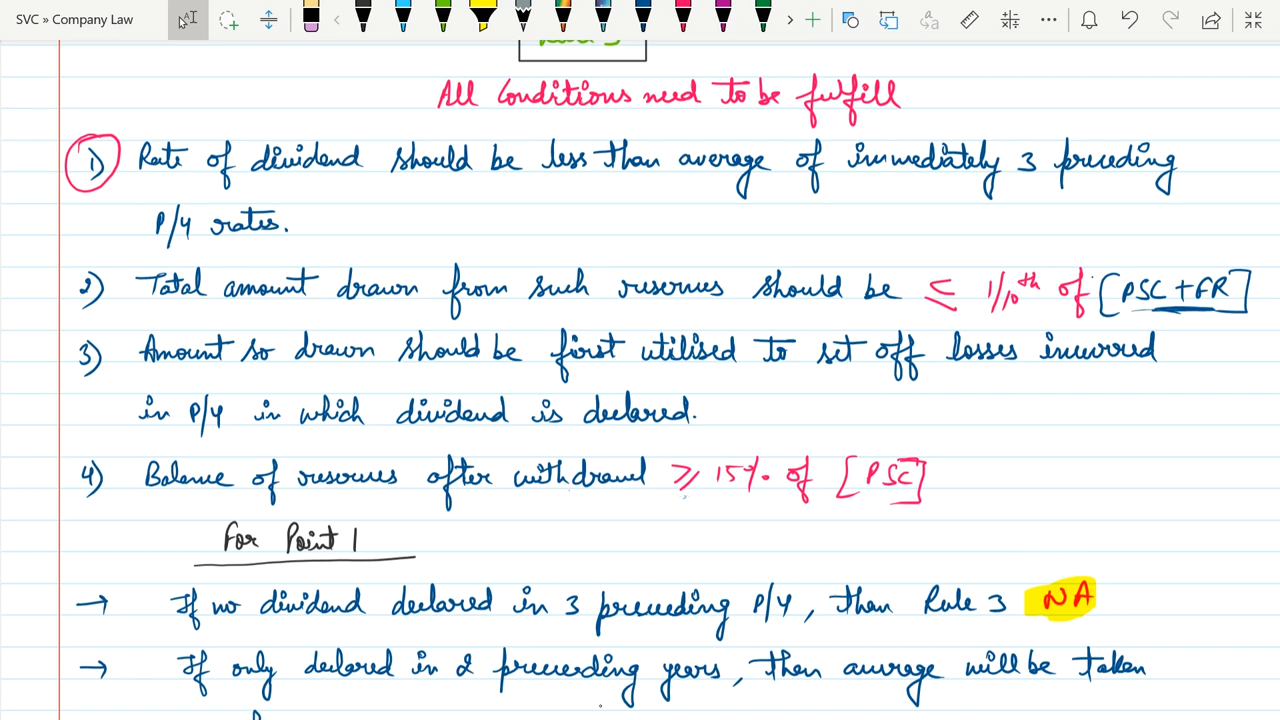 SVC » Company Law
Rule 3
All Conditions need to be fulfill
1) Rate of dividend should be less than average of immediately 3 preceding
P/Y rates.
2) Total amount drawn from such reserves should be ≤ 1/10th of [PSC + FR]
3) Amount so drawn should be first utilised to set off losses incurred
in P/Y in which dividend is declared.
4) Balance of reserves after withdrawl ≥ 15% of [PSC]
For Point 1
→ If no dividend declared in 3 preceding P/Y, then Rule 3 NA
→ If only declared in 2 preceding years, then average will be taken